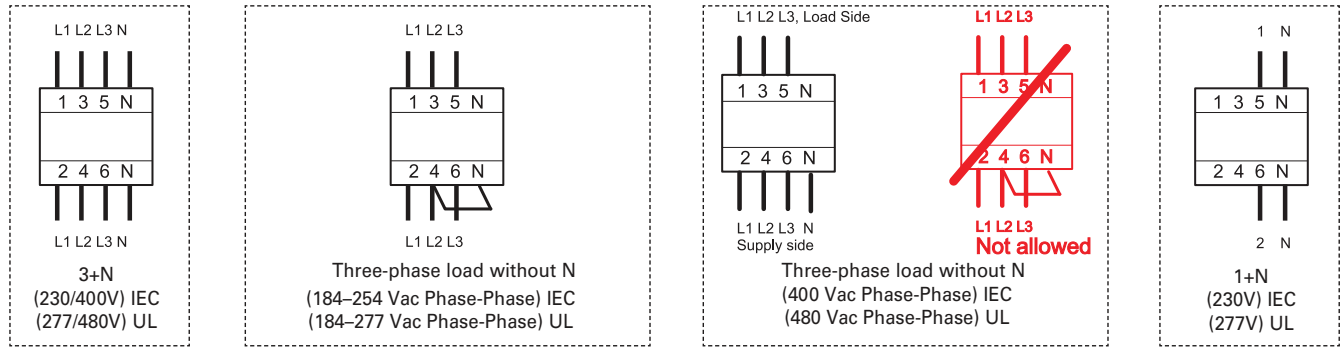 L1 L2 L3 N
1 3 5 N
2 4 6 N
L1 L2 L3 N
3+N
(230/400V) IEC
(277/480V) UL
L1 L2 L3
1 3 5 N
2 4 6 N
L1 L2 L3
Three-phase load without N
(184–254 Vac Phase-Phase) IEC
(184–277 Vac Phase-Phase) UL
L1 L2 L3, Load Side
1 3 5 N
2 4 6 N
L1 L2 L3 N
Supply side
L1 L2 L3
1 3 5 N
2 4 6 N
L1 L2 L3
Not allowed
Three-phase load without N
(400 Vac Phase-Phase) IEC
(480 Vac Phase-Phase) UL
1 N
1 3 5 N
2 4 6 N
2 N
1+N
(230V) IEC
(277V) UL